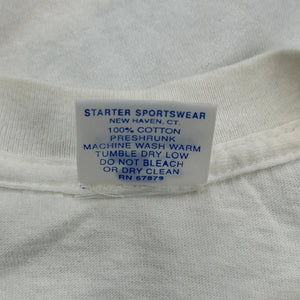 STARTER SPORTSWEAR
NEW HAVEN, CT.
100% COTTON
PRESHRUNK
MACHINE WASH WARM
TUMBLE DRY LOW
DO NOT BLEACH
OR DRY CLEAN
RN 67879